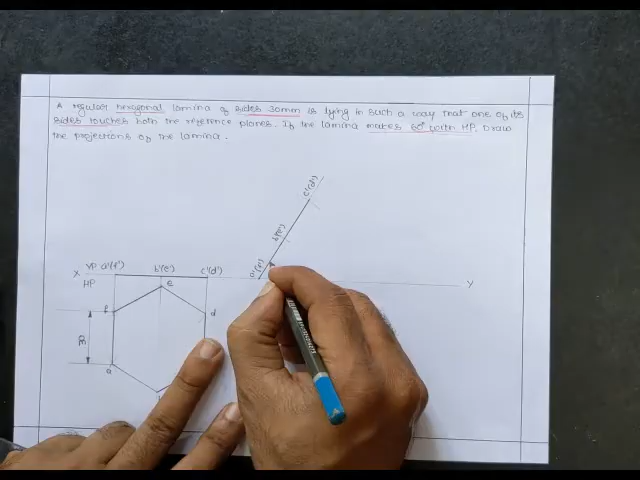 A regular hexagonal lamina of sides 30mm is lying in such a way that one of its
sides touches both the reference planes. If the lamina makes 60° with HP. Draw
the projections of the lamina.
c'(d')
b'(e')
a'(f')
X VP a'(f') b'(e') c'(d')
HP e Y
f d
30
a
b